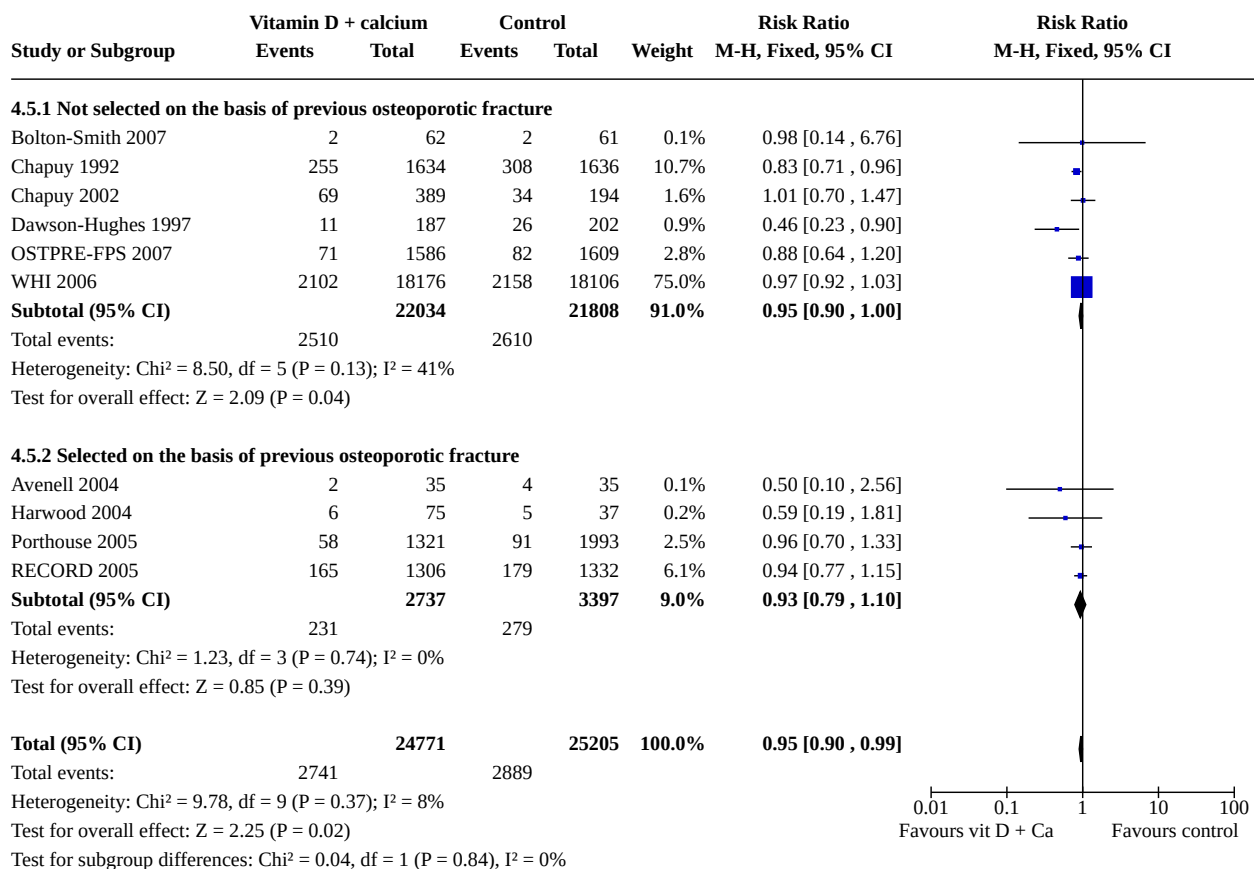 Vitamin D + calcium Control Risk Ratio Risk Ratio
Study or Subgroup Events Total Events Total Weight M-H, Fixed, 95% CI M-H, Fixed, 95% CI
4.5.1 Not selected on the basis of previous osteoporotic fracture
Bolton-Smith 2007 2 62 2 61 0.1% 0.98 [0.14 , 6.76]
Chapuy 1992 255 1634 308 1636 10.7% 0.83 [0.71 , 0.96]
Chapuy 2002 69 389 34 194 1.6% 1.01 [0.70 , 1.47]
Dawson-Hughes 1997 11 187 26 202 0.9% 0.46 [0.23 , 0.90]
OSTPRE-FPS 2007 71 1586 82 1609 2.8% 0.88 [0.64 , 1.20]
WHI 2006 2102 18176 2158 18106 75.0% 0.97 [0.92 , 1.03]
Subtotal (95% CI) 22034 21808 91.0% 0.95 [0.90 , 1.00]
Total events: 2510 2610
Heterogeneity: Chi² = 8.50, df = 5 (P = 0.13); I² = 41%
Test for overall effect: Z = 2.09 (P = 0.04)
4.5.2 Selected on the basis of previous osteoporotic fracture
Avenell 2004 2 35 4 35 0.1% 0.50 [0.10 , 2.56]
Harwood 2004 6 75 5 37 0.2% 0.59 [0.19 , 1.81]
Porthouse 2005 58 1321 91 1993 2.5% 0.96 [0.70 , 1.33]
RECORD 2005 165 1306 179 1332 6.1% 0.94 [0.77 , 1.15]
Subtotal (95% CI) 2737 3397 9.0% 0.93 [0.79 , 1.10]
Total events: 231 279
Heterogeneity: Chi² = 1.23, df = 3 (P = 0.74); I² = 0%
Test for overall effect: Z = 0.85 (P = 0.39)
Total (95% CI) 24771 25205 100.0% 0.95 [0.90 , 0.99]
Total events: 2741 2889
Heterogeneity: Chi² = 9.78, df = 9 (P = 0.37); I² = 8%
Test for overall effect: Z = 2.25 (P = 0.02)
Test for subgroup differences: Chi² = 0.04, df = 1 (P = 0.84), I² = 0%
0.01 0.1 1 10 100
Favours vit D + Ca Favours control